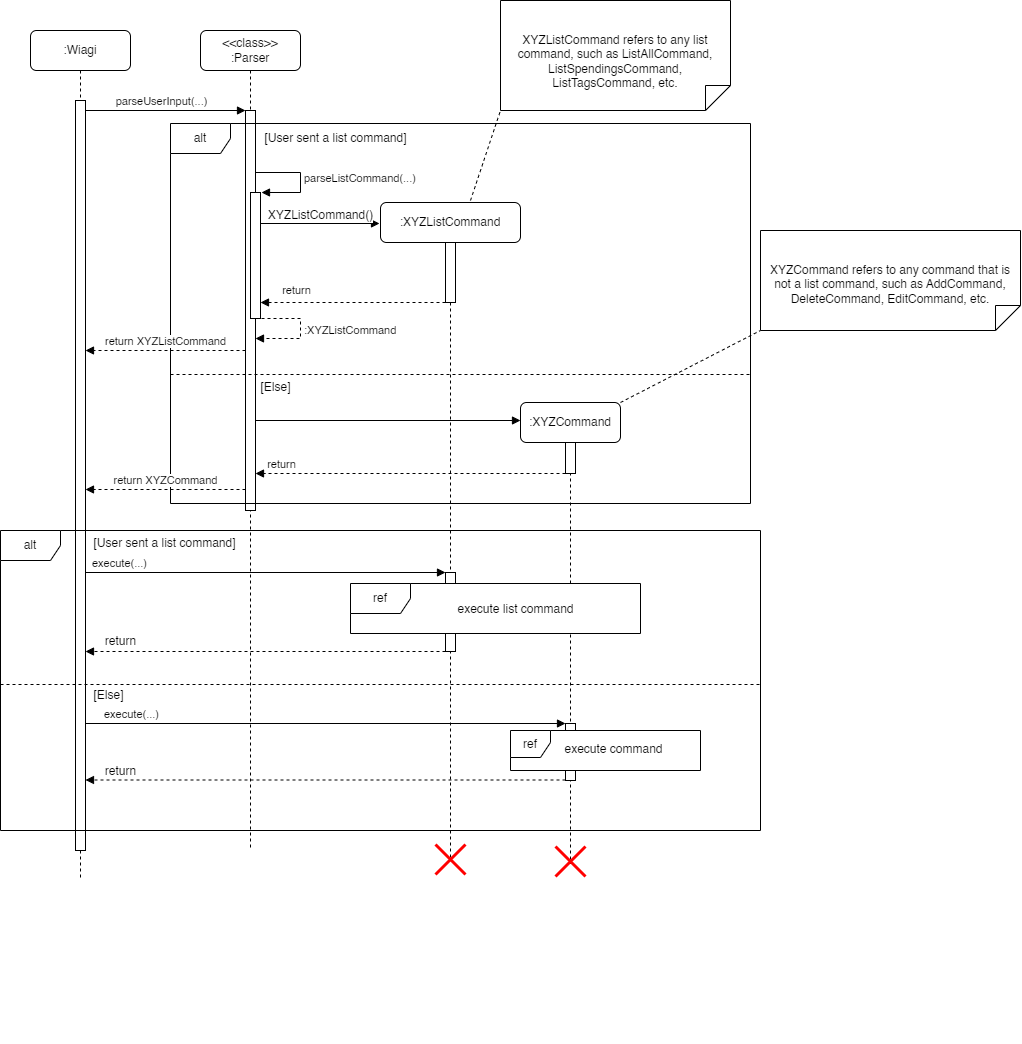 XYZListCommand refers to any list
command, such as ListAllCommand,
ListSpendingsCommand,
ListTagsCommand, etc.
:Wiagi
<<class>>
:Parser
parseUserInput(...)
alt
[User sent a list command]
parseListCommand(...)
XYZListCommand()
:XYZListCommand
XYZCommand refers to any command that is
not a list command, such as AddCommand,
DeleteCommand, EditCommand, etc.
return
:XYZListCommand
return XYZListCommand
[Else]
:XYZCommand
return
return XYZCommand
alt
[User sent a list command]
execute(...)
ref
execute list command
return
[Else]
execute(...)
ref
execute command
return